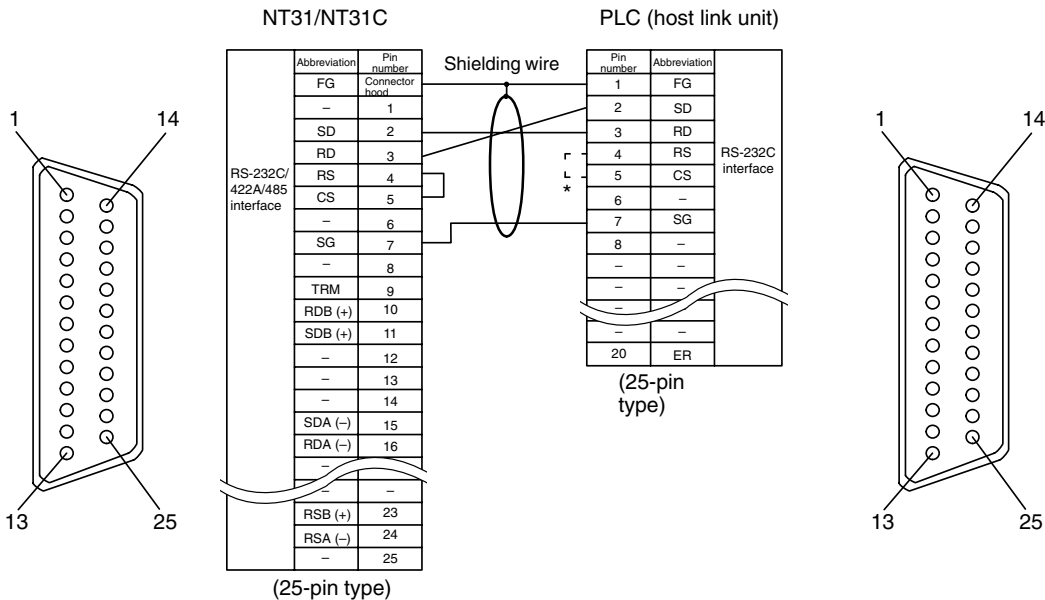 NT31/NT31C
PLC (host link unit)
Shielding wire
1
14
13
25
RS-232C/
422A/485
interface
Abbreviation Pin number
FG Connector hood
– 1
SD 2
RD 3
RS 4
CS 5
– 6
SG 7
– 8
TRM 9
RDB (+) 10
SDB (+) 11
– 12
– 13
– 14
SDA (–) 15
RDA (–) 16
–
– –
RSB (+) 23
RSA (–) 24
– 25
(25-pin type)
*
Pin number Abbreviation
1 FG
2 SD
3 RD
4 RS
5 CS
6 –
7 SG
8 –
– –
– –
–
– –
20 ER
RS-232C
interface
(25-pin
type)
1
14
13
25